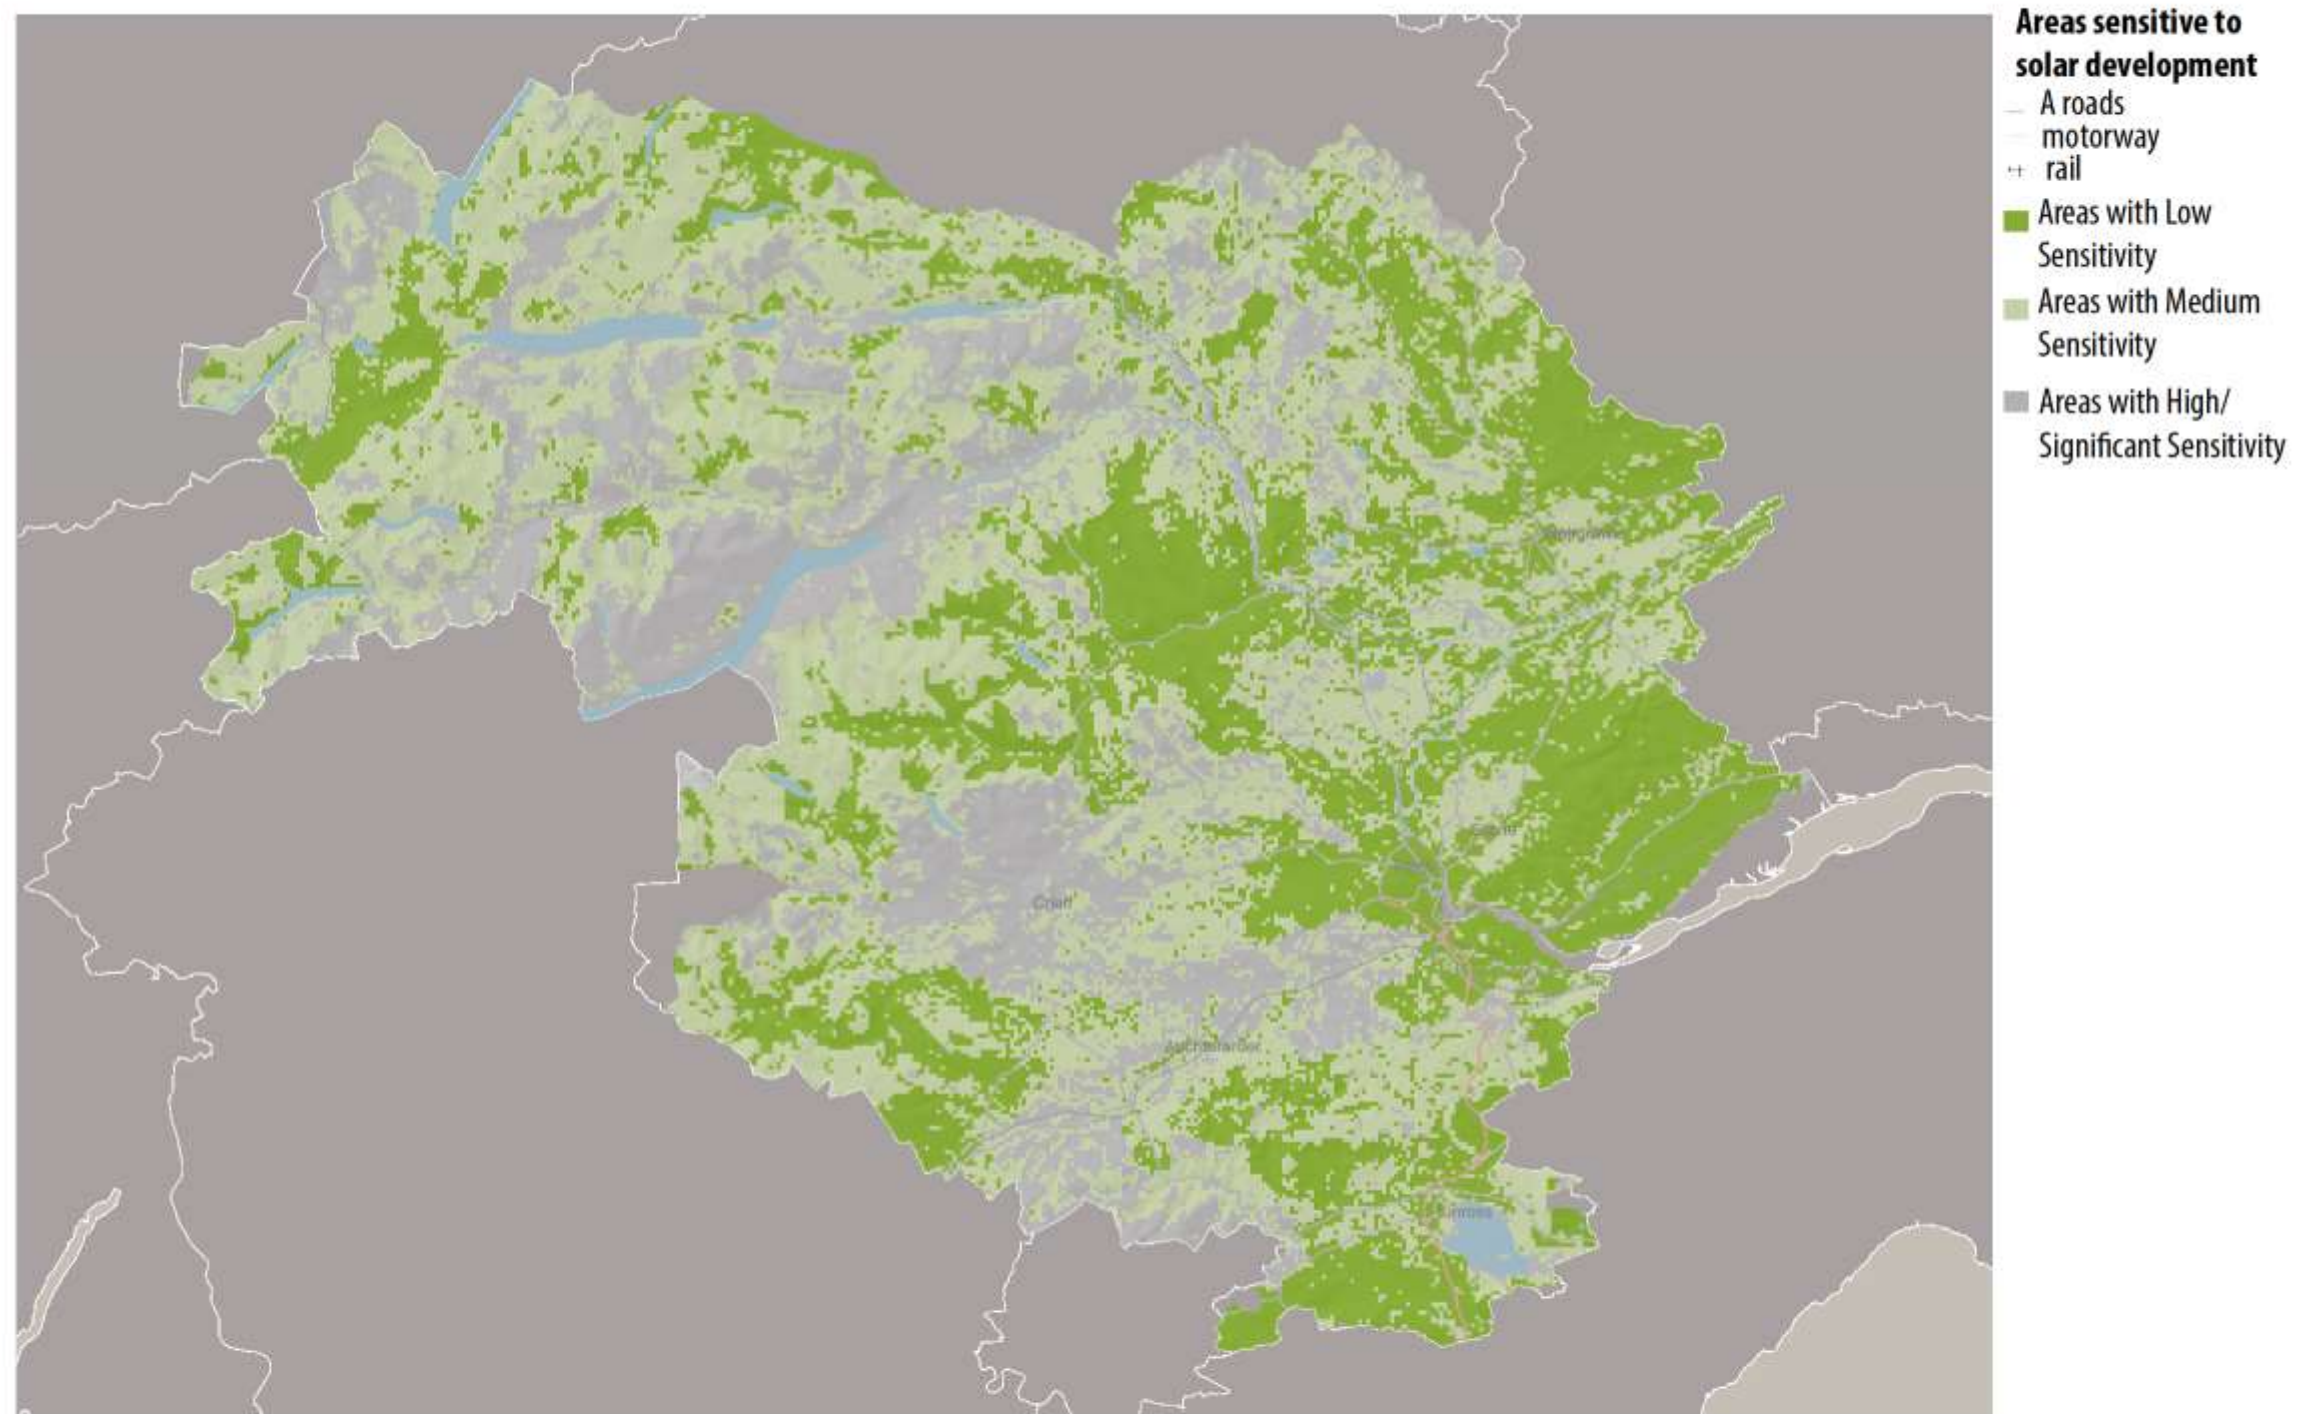 Areas sensitive to
solar development
A roads
motorway
rail
Areas with Low
Sensitivity
Areas with Medium
Sensitivity
Areas with High/
Significant Sensitivity
Crieff
Auchterarder
Kinross